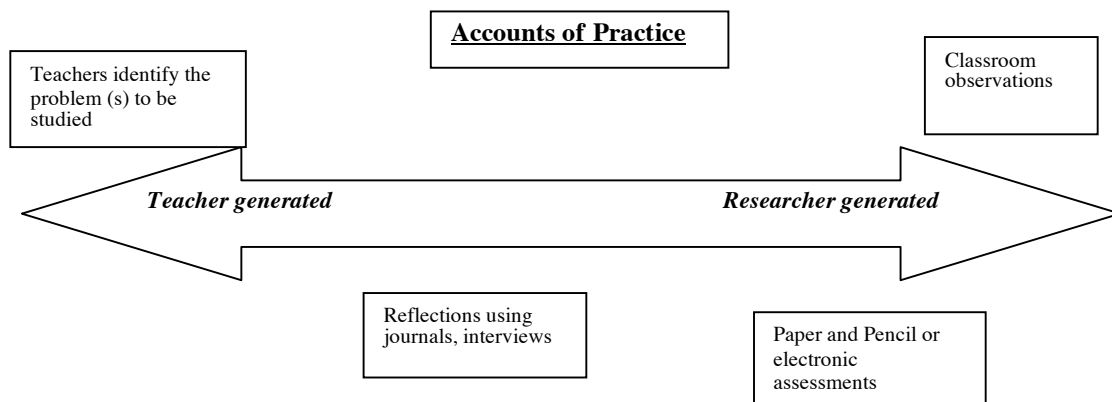 Accounts of Practice
Teachers identify the
problem (s) to be
studied
Classroom
observations
Teacher generated
Researcher generated
Reflections using
journals, interviews
Paper and Pencil or
electronic
assessments